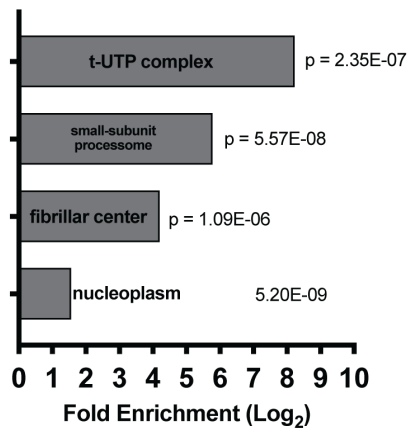 t-UTP complex p = 2.35E-07
small-subunit
processome p = 5.57E-08
fibrillar center p = 1.09E-06
nucleoplasm 5.20E-09
0 1 2 3 4 5 6 7 8 9 10
Fold Enrichment (Log2)